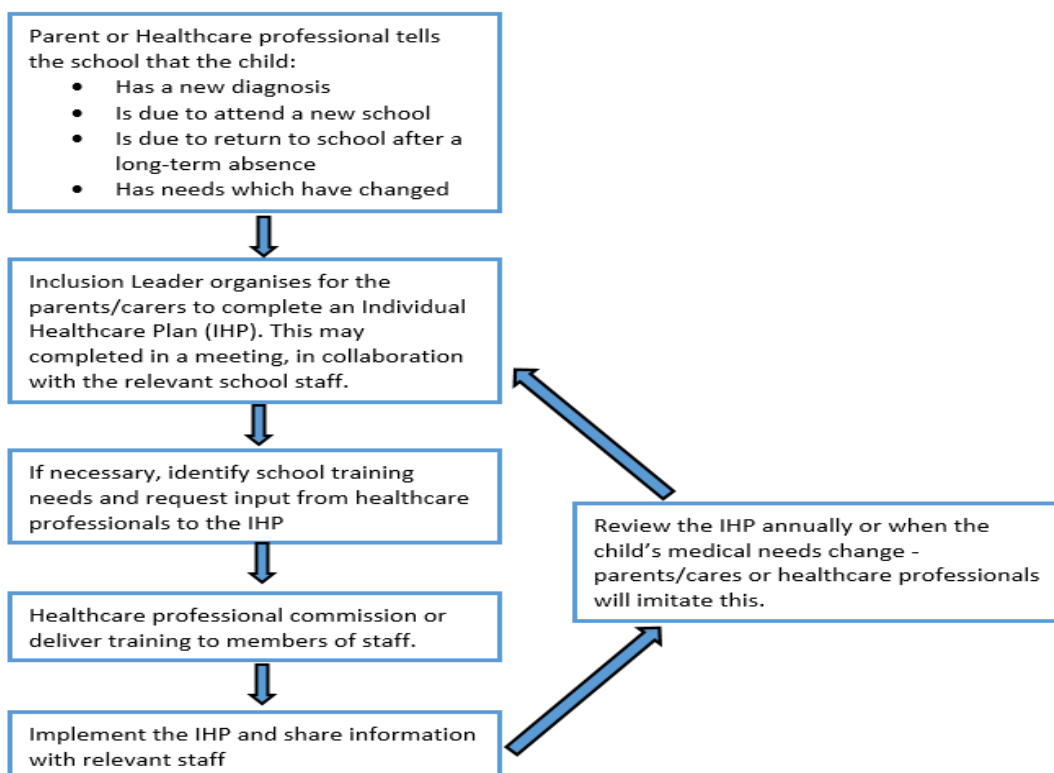 Parent or Healthcare professional tells
the school that the child:
• Has a new diagnosis
• Is due to attend a new school
• Is due to return to school after a
long-term absence
• Has needs which have changed
Inclusion Leader organises for the
parents/carers to complete an Individual
Healthcare Plan (IHP). This may
completed in a meeting, in collaboration
with the relevant school staff.
If necessary, identify school training
needs and request input from healthcare
professionals to the IHP
Healthcare professional commission or
deliver training to members of staff.
Implement the IHP and share information
with relevant staff
Review the IHP annually or when the
child’s medical needs change -
parents/cares or healthcare professionals
will imitate this.